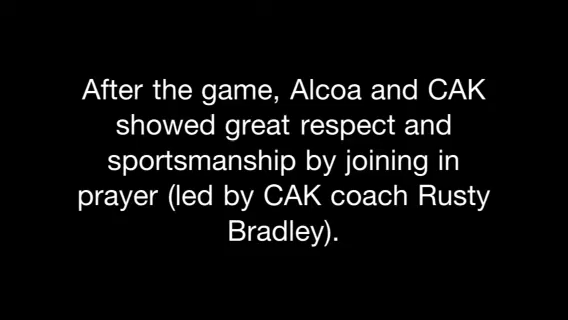 After the game, Alcoa and CAK
showed great respect and
sportsmanship by joining in
prayer (led by CAK coach Rusty
Bradley).